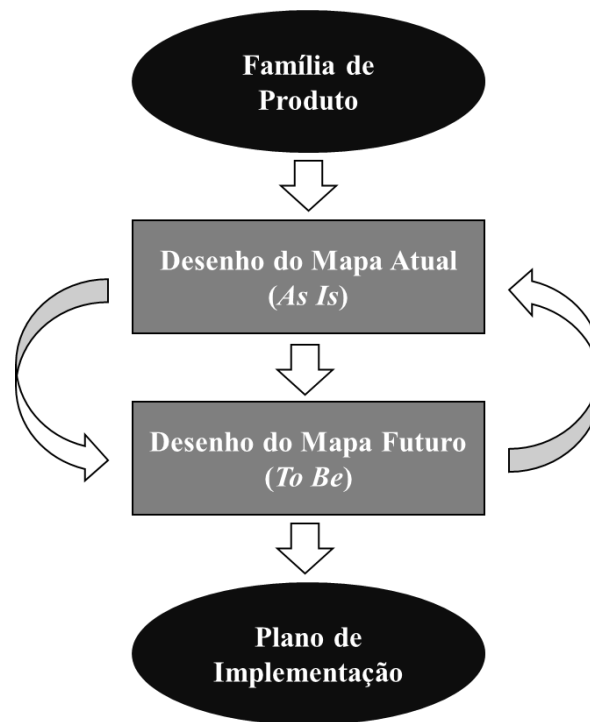 Família de
Produto
Desenho do Mapa Atual
(As Is)
Desenho do Mapa Futuro
(To Be)
Plano de
Implementação